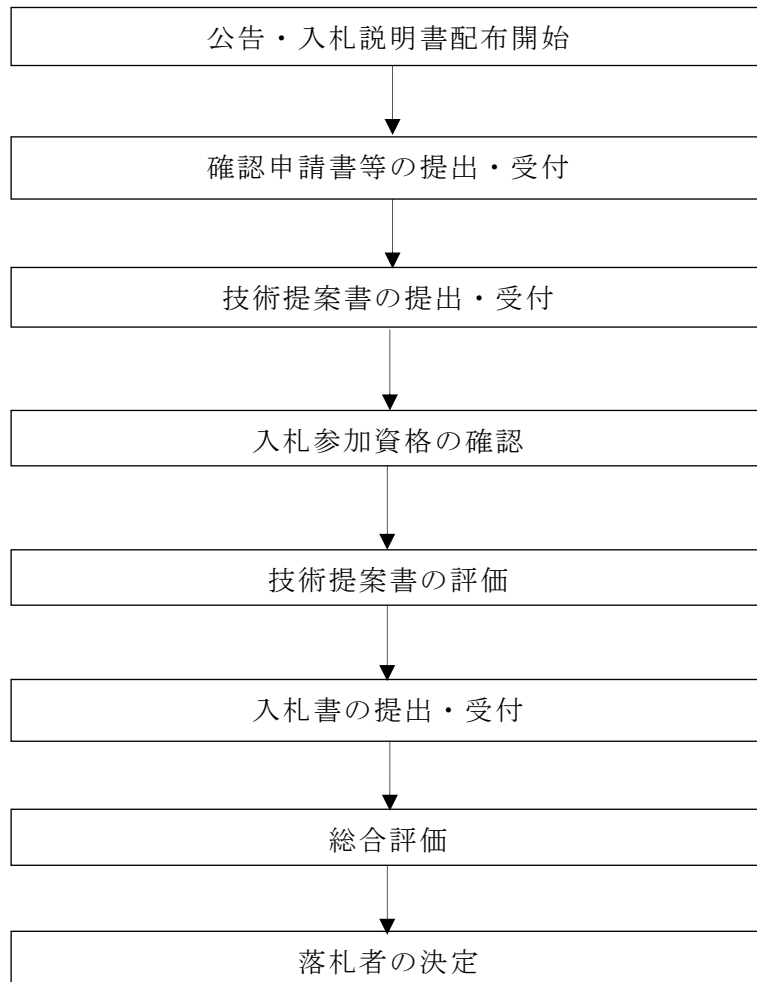 公告・入札説明書配布開始
確認申請書等の提出・受付
技術提案書の提出・受付
入札参加資格の確認
技術提案書の評価
入札書の提出・受付
総合評価
落札者の決定